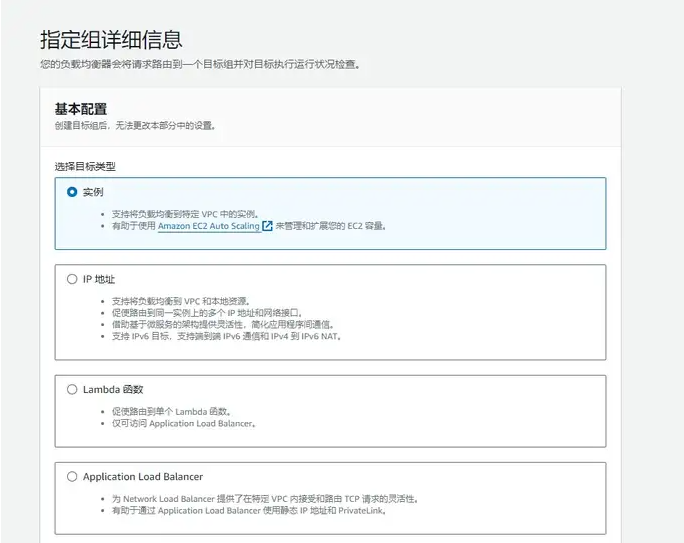 指定组详细信息
您的负载均衡器会将请求路由到一个目标组并对目标执行运行状况检查。
基本配置
创建目标组后，无法更改本部分中的设置。
选择目标类型
实例
支持将负载均衡到特定 VPC 中的实例。
有助于使用 Amazon EC2 Auto Scaling 来管理和扩展您的 EC2 容量。
IP 地址
支持将负载均衡到 VPC 和本地资源。
促使路由到同一实例上的多个 IP 地址和网络接口。
借助基于微服务的架构提供灵活性，简化应用程序间通信。
支持 IPv6 目标，支持端到端 IPv6 通信和 IPv4 到 IPv6 NAT。
Lambda 函数
促使路由到单个 Lambda 函数。
仅可访问 Application Load Balancer。
Application Load Balancer
为 Network Load Balancer 提供了在特定 VPC 内接受和路由 TCP 请求的灵活性。
有助于通过 Application Load Balancer 使用静态 IP 地址和 PrivateLink。